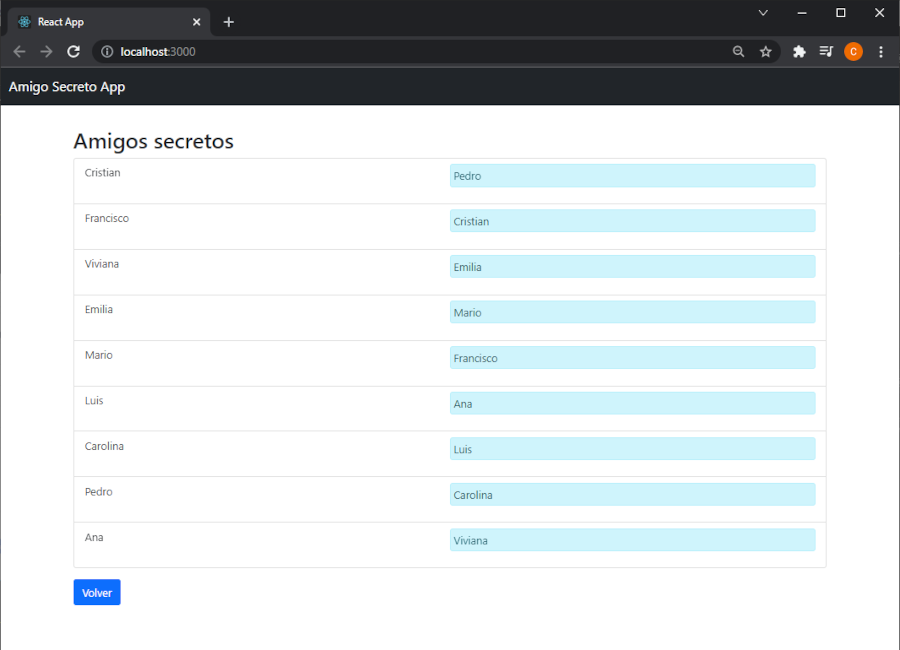 React App
localhost:3000
C
Amigo Secreto App
Amigos secretos
Cristian Pedro
Francisco Cristian
Viviana Emilia
Emilia Mario
Mario Francisco
Luis Ana
Carolina Luis
Pedro Carolina
Ana Viviana
Volver